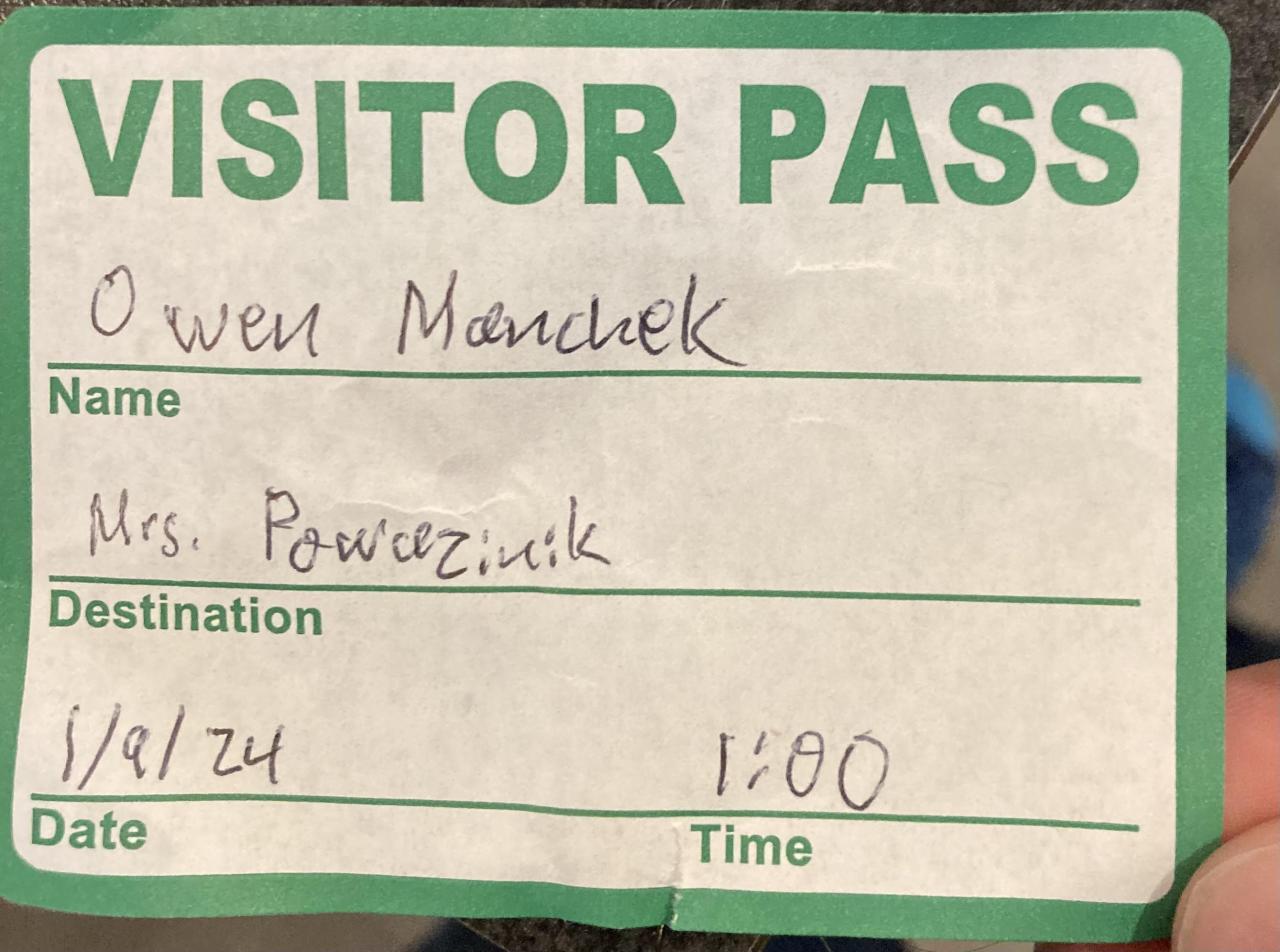 VISITOR PASS
Owen Manchek
Name
Mrs. Powazinik
Destination
1/9/24 1:00
Date Time